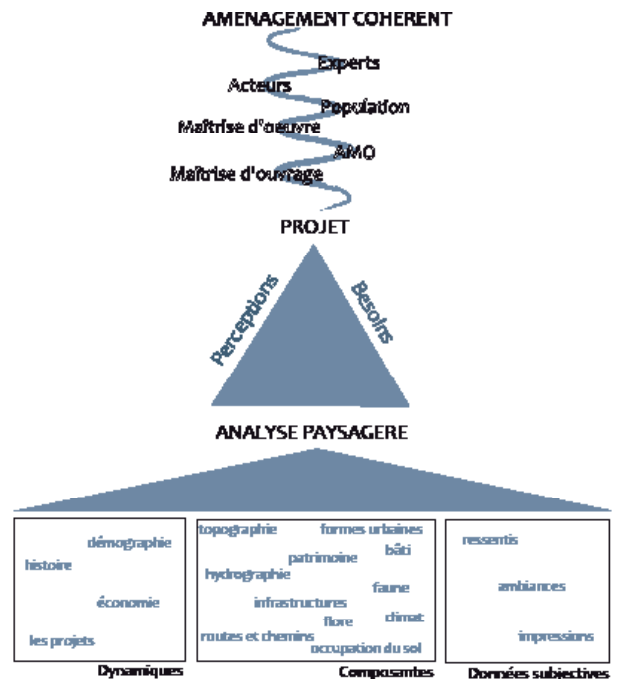 AMENAGEMENT COHERENT
Experts
Acteurs
Population
Maîtrise d'oeuvre
AMO
Maîtrise d'ouvrage
PROJET
Perceptions
Besoins
ANALYSE PAYSAGERE
démographie
histoire
économie
les projets
Dynamiques
topographie
formes urbaines
bâti
patrimoine
hydrographie
faune
infrastructures
climat
flore
routes et chemins
occupation du sol
Composantes
ressentis
ambiances
impressions
Données subjectives